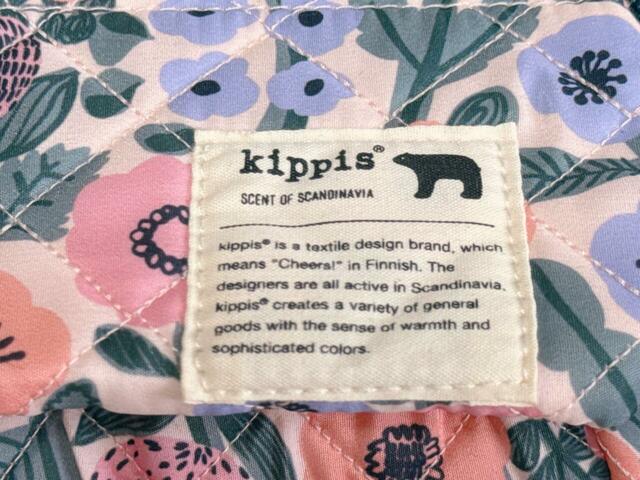 kippis®
SCENT OF SCANDINAVIA
kippis® is a textile design brand, which
means "Cheers!" in Finnish. The
designers are all active in Scandinavia.
kippis® creates a variety of general
goods with the sense of warmth and
sophisticated colors.